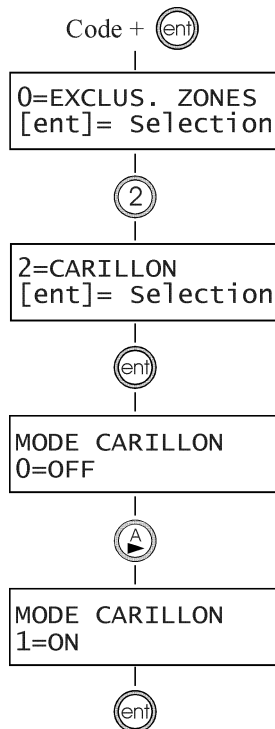 Code + ent
0=EXCLUS. ZONES
[ent]= Selection
2
2=CARILLON
[ent]= Selection
ent
MODE CARILLON
0=OFF
A
MODE CARILLON
1=ON
ent